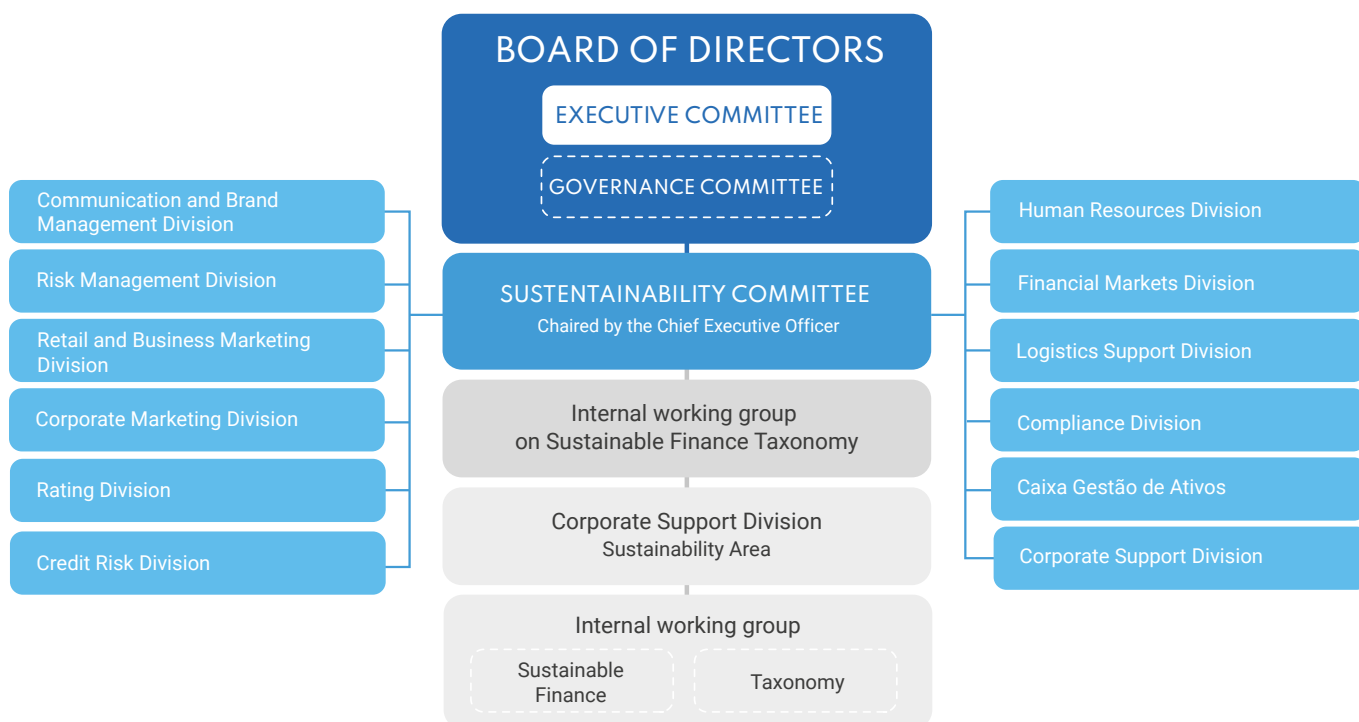 BOARD OF DIRECTORS
EXECUTIVE COMMITTEE
GOVERNANCE COMMITTEE
Communication and Brand
Management Division
Risk Management Division
Retail and Business Marketing
Division
Corporate Marketing Division
Rating Division
Credit Risk Division
SUSTENTAINABILITY COMMITTEE
Chaired by the Chief Executive Officer
Internal working group
on Sustainable Finance Taxonomy
Corporate Support Division
Sustainability Area
Internal working group
Sustainable
Finance
Taxonomy
Human Resources Division
Financial Markets Division
Logistics Support Division
Compliance Division
Caixa Gestão de Ativos
Corporate Support Division